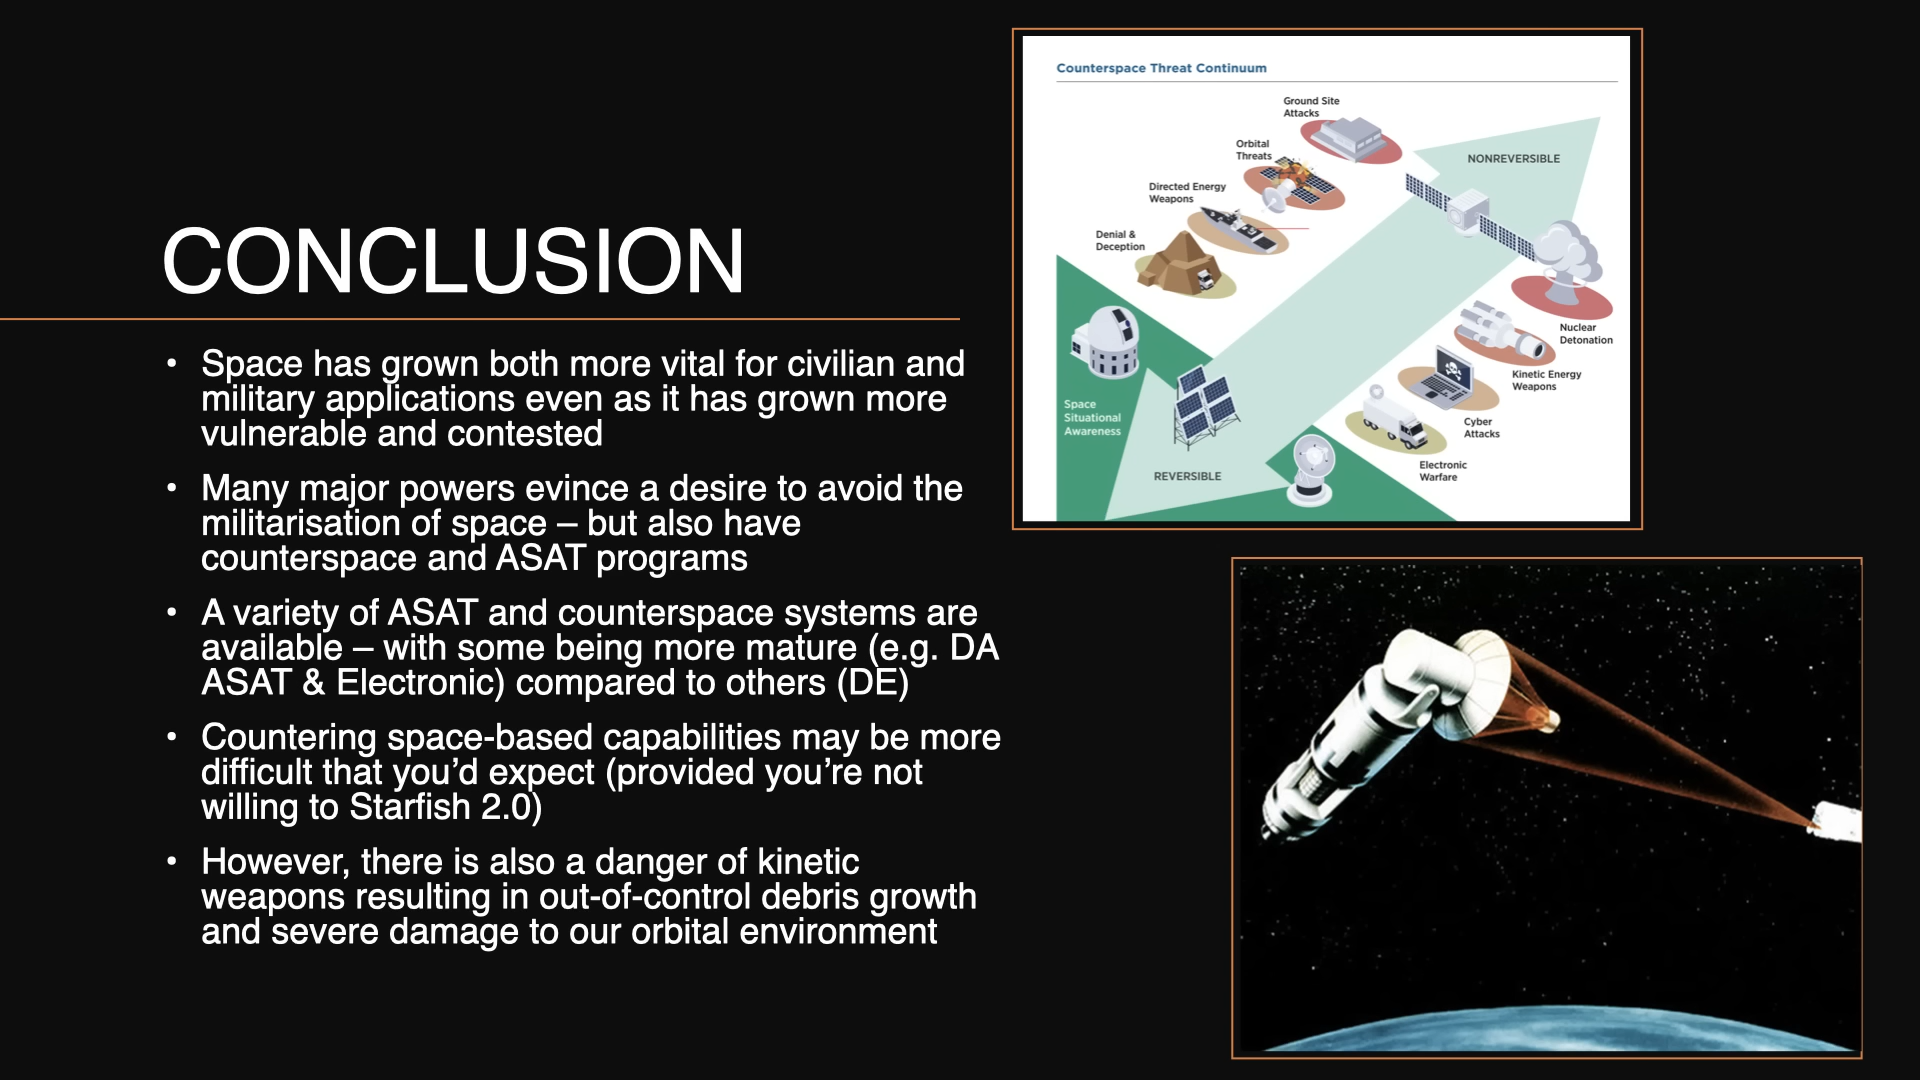 CONCLUSION
• Space has grown both more vital for civilian and
military applications even as it has grown more
vulnerable and contested
• Many major powers evince a desire to avoid the
militarisation of space – but also have
counterspace and ASAT programs
• A variety of ASAT and counterspace systems are
available – with some being more mature (e.g. DA
ASAT & Electronic) compared to others (DE)
• Countering space-based capabilities may be more
difficult that you’d expect (provided you’re not
willing to Starfish 2.0)
• However, there is also a danger of kinetic
weapons resulting in out-of-control debris growth
and severe damage to our orbital environment
Counterspace Threat Continuum
Ground Site
Attacks
Orbital
Threats
Directed Energy
Weapons
Denial &
Deception
NONREVERSIBLE
Nuclear
Detonation
Kinetic Energy
Weapons
Cyber
Attacks
Electronic
Warfare
Space
Situational
Awareness
REVERSIBLE